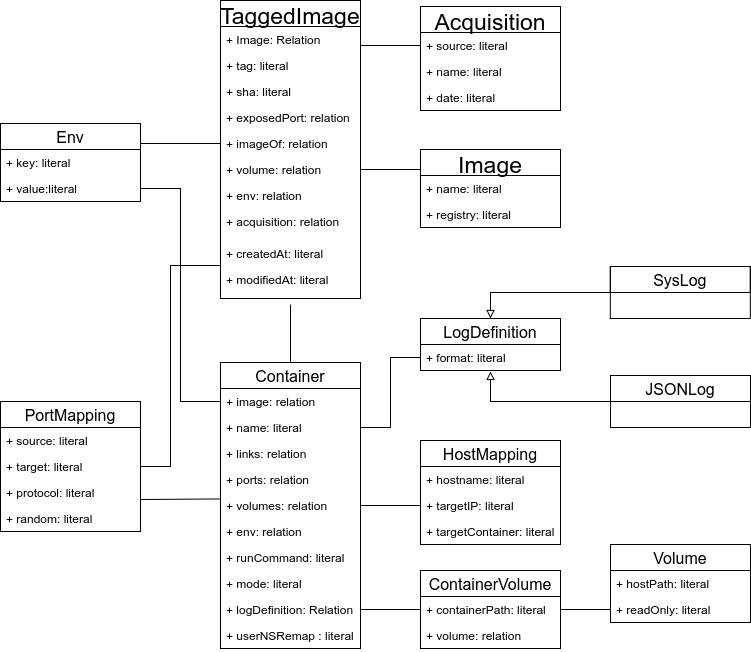 TaggedImage
+ Image: Relation
+ tag: literal
+ sha: literal
+ exposedPort: relation
+ imageOf: relation
+ volume: relation
+ env: relation
+ acquisition: relation
+ createdAt: literal
+ modifiedAt: literal
Acquisition
+ source: literal
+ name: literal
+ date: literal
Env
+ key: literal
+ value:literal
Image
+ name: literal
+ registry: literal
SysLog
LogDefinition
+ format: literal
JSONLog
Container
+ image: relation
+ name: literal
+ links: relation
+ ports: relation
+ volumes: relation
+ env: relation
+ runCommand: literal
+ mode: literal
+ logDefinition: Relation
+ userNSRemap : literal
PortMapping
+ source: literal
+ target: literal
+ protocol: literal
+ random: literal
HostMapping
+ hostname: literal
+ targetIP: literal
+ targetContainer: literal
ContainerVolume
+ containerPath: literal
+ volume: relation
Volume
+ hostPath: literal
+ readOnly: literal